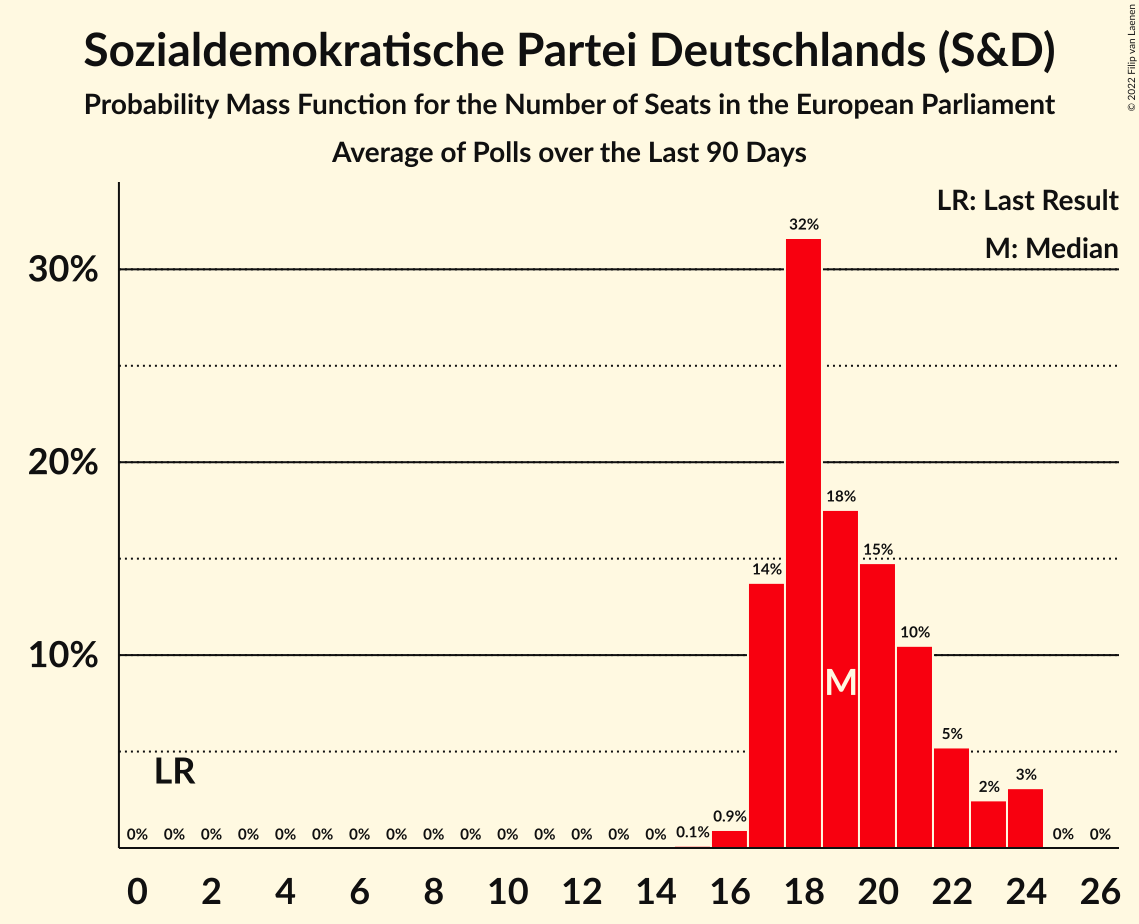 Sozialdemokratische Partei Deutschlands (S&D)
Probability Mass Function for the Number of Seats in the European Parliament
Average of Polls over the Last 90 Days
© 2022 Filip van Laenen
LR: Last Result
M: Median
30%
20%
10%
32%
18%
15%
14%
10%
M
5%
LR
3%
2%
0.9%
0% 0% 0% 0% 0% 0% 0% 0% 0% 0% 0% 0% 0% 0% 0% 0.1% 0% 0%
0 2 4 6 8 10 12 14 16 18 20 22 24 26